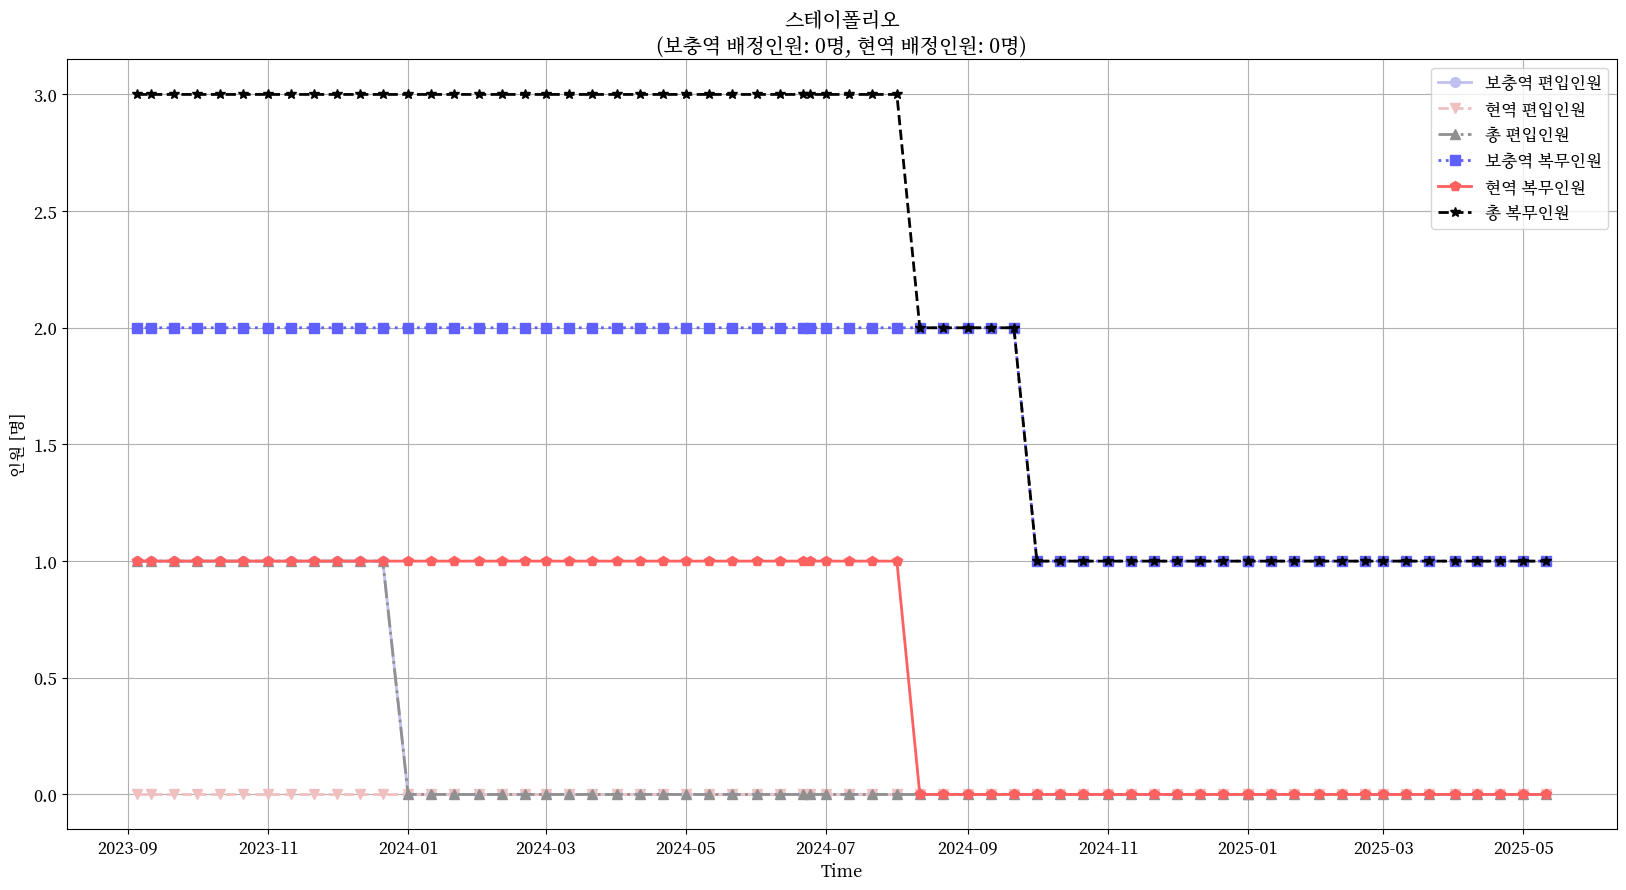 스테이폴리오
(보충역 배정인원: 0명, 현역 배정인원: 0명)
보충역 편입인원
현역 편입인원
총 편입인원
보충역 복무인원
현역 복무인원
총 복무인원
인원 [명]
3.0
2.5
2.0
1.5
1.0
0.5
0.0
2023-09 2023-11 2024-01 2024-03 2024-05 2024-07 2024-09 2024-11 2025-01 2025-03 2025-05
Time